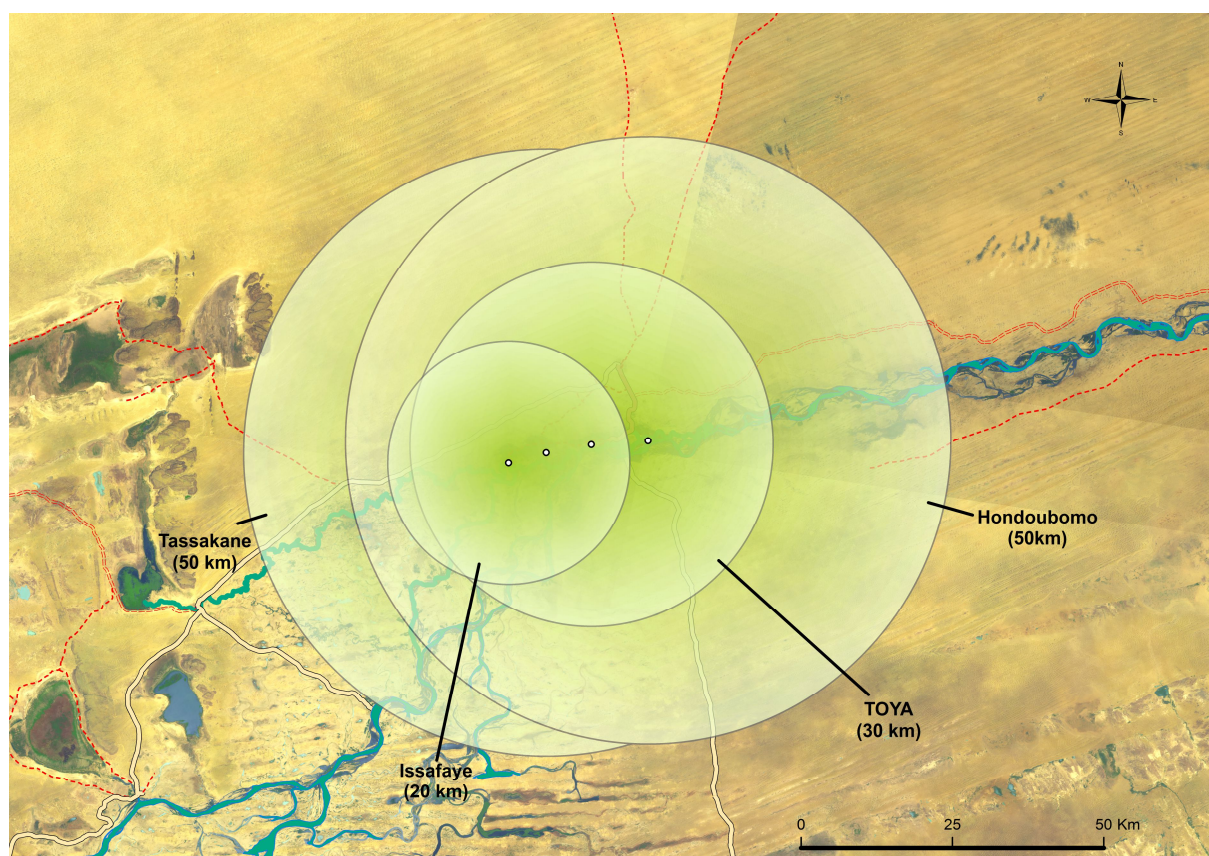 N
W E
S
Tassakane
(50 km)
Hondoubomo
(50km)
TOYA
(30 km)
Issafaye
(20 km)
0 25 50 Km